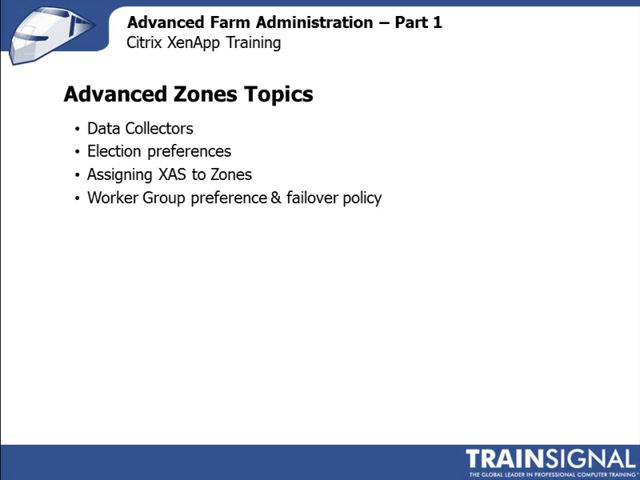 Advanced Farm Administration – Part 1
Citrix XenApp Training
Advanced Zones Topics
• Data Collectors
• Election preferences
• Assigning XAS to Zones
• Worker Group preference & failover policy
TRAINSIGNAL
THE GLOBAL LEADER IN PROFESSIONAL COMPUTER TRAINING